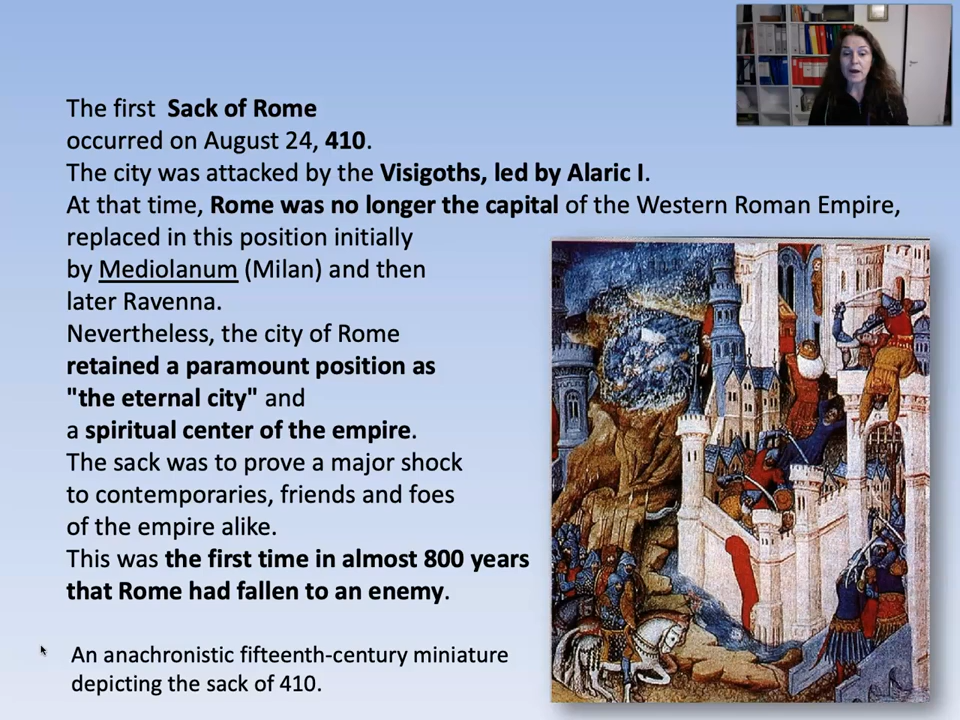 The first Sack of Rome
occurred on August 24, 410.
The city was attacked by the Visigoths, led by Alaric I.
At that time, Rome was no longer the capital of the Western Roman Empire,
replaced in this position initially
by Mediolanum (Milan) and then
later Ravenna.
Nevertheless, the city of Rome
retained a paramount position as
"the eternal city" and
a spiritual center of the empire.
The sack was to prove a major shock
to contemporaries, friends and foes
of the empire alike.
This was the first time in almost 800 years
that Rome had fallen to an enemy.
An anachronistic fifteenth-century miniature
depicting the sack of 410.